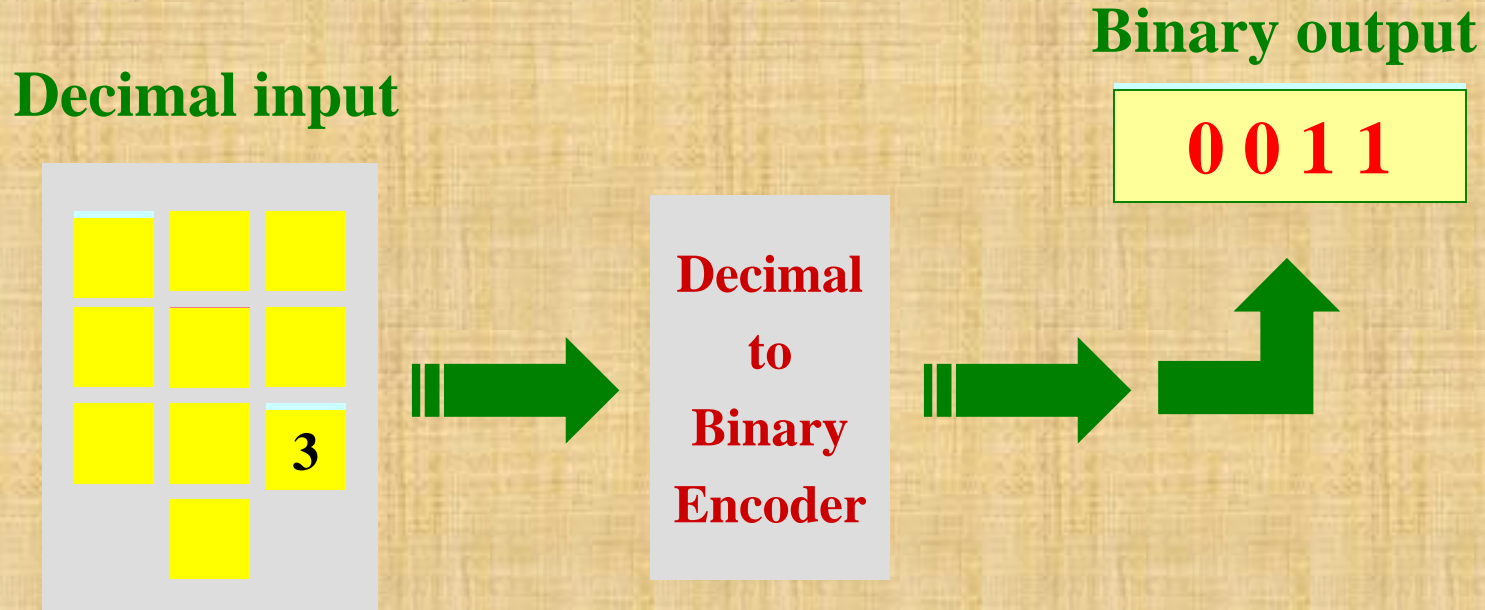 Decimal input
3
Decimal
to
Binary
Encoder
Binary output
0 0 1 1